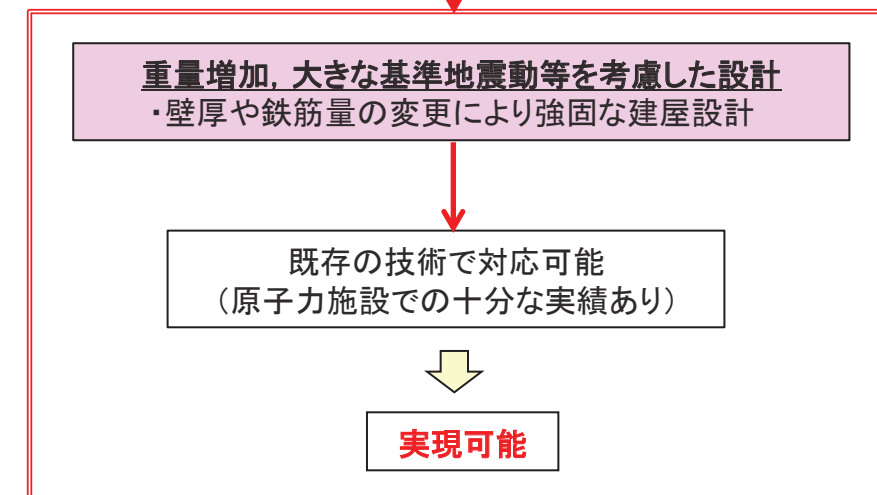 重量増加，大きな基準地震動等を考慮した設計
・壁厚や鉄筋量の変更により強固な建屋設計
既存の技術で対応可能
（原子力施設での十分な実績あり）
実現可能